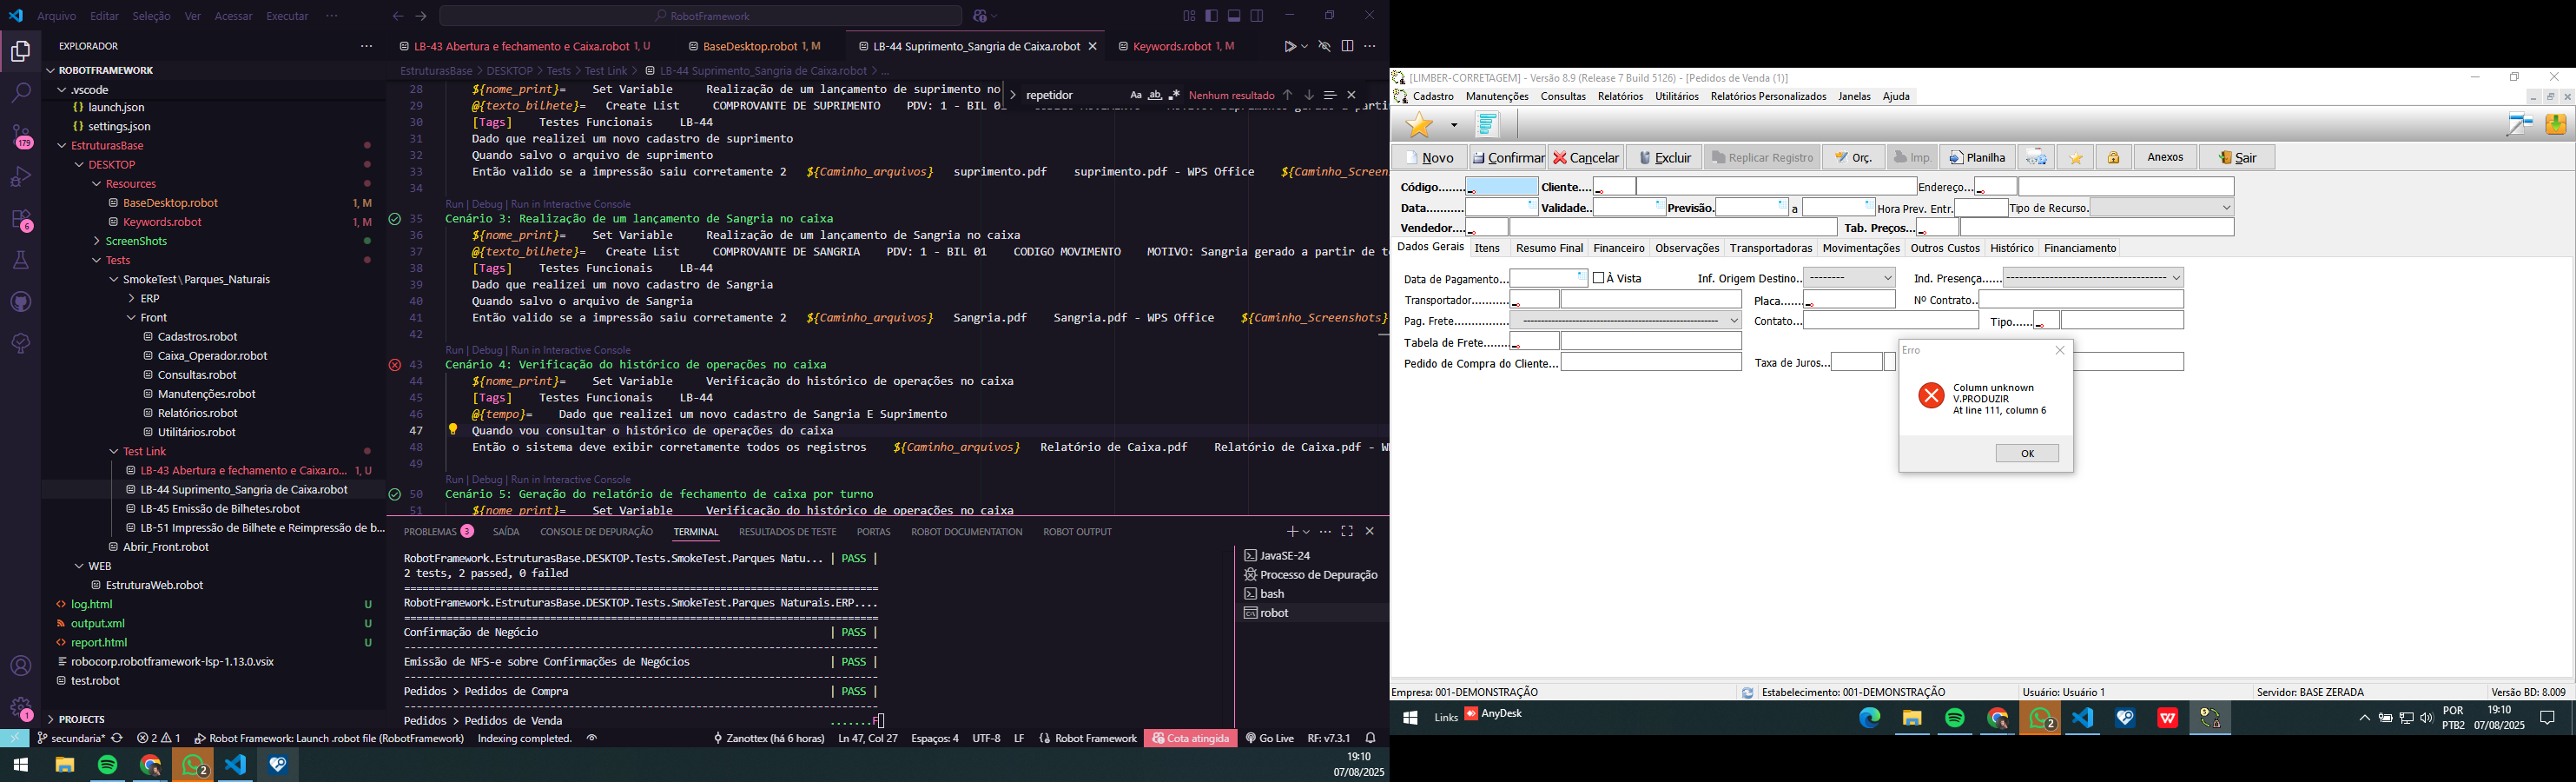 Arquivo Editar Seleção Ver Acessar Executar ···
RobotFramework
EXPLORADOR ···
ROBOTFRAMEWORK
.vscode
launch.json
settings.json
EstruturasBase
DESKTOP
Resources
BaseDesktop.robot 1, M
Keywords.robot 1, M
ScreenShots
Tests
SmokeTest\Parques_Naturais
ERP
Front
Cadastros.robot
Caixa_Operador.robot
Consultas.robot
Manutenções.robot
Relatórios.robot
Utilitários.robot
Test Link
LB-43 Abertura e fechamento e Caixa.ro... 1, U
LB-44 Suprimento_Sangria de Caixa.robot
LB-45 Emissão de Bilhetes.robot
LB-51 Impressão de Bilhete e Reimpressão de b...
Abrir_Front.robot
WEB
EstruturaWeb.robot
log.html U
output.xml U
report.html U
robocorp.robotframework-lsp-1.13.0.vsix
test.robot
PROJECTS
179
6
1
LB-43 Abertura e fechamento e Caixa.robot 1, U
BaseDesktop.robot 1, M
LB-44 Suprimento_Sangria de Caixa.robot
Keywords.robot 1, M
EstruturasBase > DESKTOP > Tests > Test Link > LB-44 Suprimento_Sangria de Caixa.robot > ...
repetidor Aa ab .* Nenhum resultado
28 ${nome_print}= Set Variable Realização de um lançamento de suprimento no
29 @{texto_bilhete}= Create List COMPROVANTE DE SUPRIMENTO PDV: 1 - BIL 01
30 [Tags] Testes Funcionais LB-44
31 Dado que realizei um novo cadastro de suprimento
32 Quando salvo o arquivo de suprimento
33 Então valido se a impressão saiu corretamente 2 ${Caminho_arquivos} suprimento.pdf suprimento.pdf - WPS Office ${Caminho_Screen
34
Run | Debug | Run in Interactive Console
35 Cenário 3: Realização de um lançamento de Sangria no caixa
36 ${nome_print}= Set Variable Realização de um lançamento de Sangria no caixa
37 @{texto_bilhete}= Create List COMPROVANTE DE SANGRIA PDV: 1 - BIL 01 CODIGO MOVIMENTO MOTIVO: Sangria gerado a partir de t
38 [Tags] Testes Funcionais LB-44
39 Dado que realizei um novo cadastro de Sangria
40 Quando salvo o arquivo de Sangria
41 Então valido se a impressão saiu corretamente 2 ${Caminho_arquivos} Sangria.pdf Sangria.pdf - WPS Office ${Caminho_Screenshots}
42
Run | Debug | Run in Interactive Console
43 Cenário 4: Verificação do histórico de operações no caixa
44 ${nome_print}= Set Variable Verificação do histórico de operações no caixa
45 [Tags] Testes Funcionais LB-44
46 @{tempo}= Dado que realizei um novo cadastro de Sangria E Suprimento
47 Quando vou consultar o histórico de operações do caixa
48 Então o sistema deve exibir corretamente todos os registros ${Caminho_arquivos} Relatório de Caixa.pdf Relatório de Caixa.pdf - W
49
Run | Debug | Run in Interactive Console
50 Cenário 5: Geração do relatório de fechamento de caixa por turno
51 ${nome_print}= Set Variable Verificação do histórico de operações no caixa
PROBLEMAS 3 SAÍDA CONSOLE DE DEPURAÇÃO TERMINAL RESULTADOS DE TESTE PORTAS ROBOT DOCUMENTATION ROBOT OUTPUT
RobotFramework.EstruturasBase.DESKTOP.Tests.SmokeTest.Parques Natu... | PASS |
2 tests, 2 passed, 0 failed
==============================================================================
RobotFramework.EstruturasBase.DESKTOP.Tests.SmokeTest.Parques Naturais.ERP....
==============================================================================
Confirmação de Negócio | PASS |
------------------------------------------------------------------------------
Emissão de NFS-e sobre Confirmações de Negócios | PASS |
------------------------------------------------------------------------------
Pedidos > Pedidos de Compra | PASS |
------------------------------------------------------------------------------
Pedidos > Pedidos de Venda .......F
JavaSE-24
Processo de Depuração
bash
robot
secundaria* 2 1 Robot Framework: Launch .robot file (RobotFramework) Indexing completed. Zanottex (há 6 horas) Ln 47, Col 27 Espaços: 4 UTF-8 LF Robot Framework Cota atingida Go Live RF: v7.3.1
2
19:10
07/08/2025
[LIMBER-CORRETAGEM] - Versão 8.9 (Release 7 Build 5126) - [Pedidos de Venda (1)]
Cadastro Manutenções Consultas Relatórios Utilitários Relatórios Personalizados Janelas Ajuda
Novo Confirmar Cancelar Excluir Replicar Registro Orç. Imp. Planilha Anexos Sair
Código........ Cliente.... Endereço...
Data........... Validade.. Previsão. a Hora Prev. Entr. Tipo de Recurso.
Vendedor.... Tab. Preços...
Dados Gerais Itens Resumo Final Financeiro Observações Transportadoras Movimentações Outros Custos Histórico Financiamento
Data de Pagamento... À Vista Inf. Origem Destino.. -------- Ind. Presença...... ------------------------------------
Transportador........... Placa....... Nº Contrato..
Pag. Frete................ ------------------------------------ Contato... Tipo......
Tabela de Frete........
Pedido de Compra do Cliente... Taxa de Juros...
Erro
Column unknown
V.PRODUZIR
At line 111, column 6
OK
Empresa: 001-DEMONSTRAÇÃO Estabelecimento: 001-DEMONSTRAÇÃO Usuário: Usuário 1 Servidor: BASE ZERADA Versão BD: 8.009
Links AnyDesk
2
POR
PTB2
19:10
07/08/2025